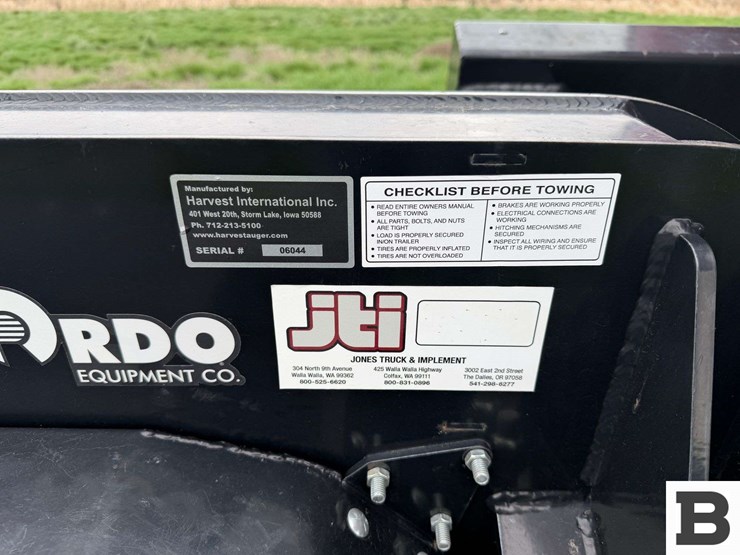 Manufactured by:
Harvest International Inc.
401 West 20th, Storm Lake, Iowa 50588
Ph. 712-213-5100
www.harvestauger.com
SERIAL # 06044
CHECKLIST BEFORE TOWING
• READ ENTIRE OWNERS MANUAL
BEFORE TOWING
• ALL PARTS, BOLTS, AND NUTS
ARE TIGHT
• LOAD IS PROPERLY SECURED
IN/ON TRAILER
• TIRES ARE PROPERLY INFLATED
• TIRES ARE NOT OVERLOADED
• BRAKES ARE WORKING PROPERLY
• ELECTRICAL CONNECTIONS ARE
WORKING
• HITCHING MECHANISMS ARE
SECURED
• INSPECT ALL WIRING AND ENSURE
THAT IT IS PROPERLY SECURED
RDO
EQUIPMENT CO.
jti
JONES TRUCK & IMPLEMENT
304 North 9th Avenue
Walla Walla, WA 99362
800-525-6620
425 Walla Walla Highway
Colfax, WA 99111
800-831-0896
3002 East 2nd Street
The Dalles, OR 97058
541-298-8277
B